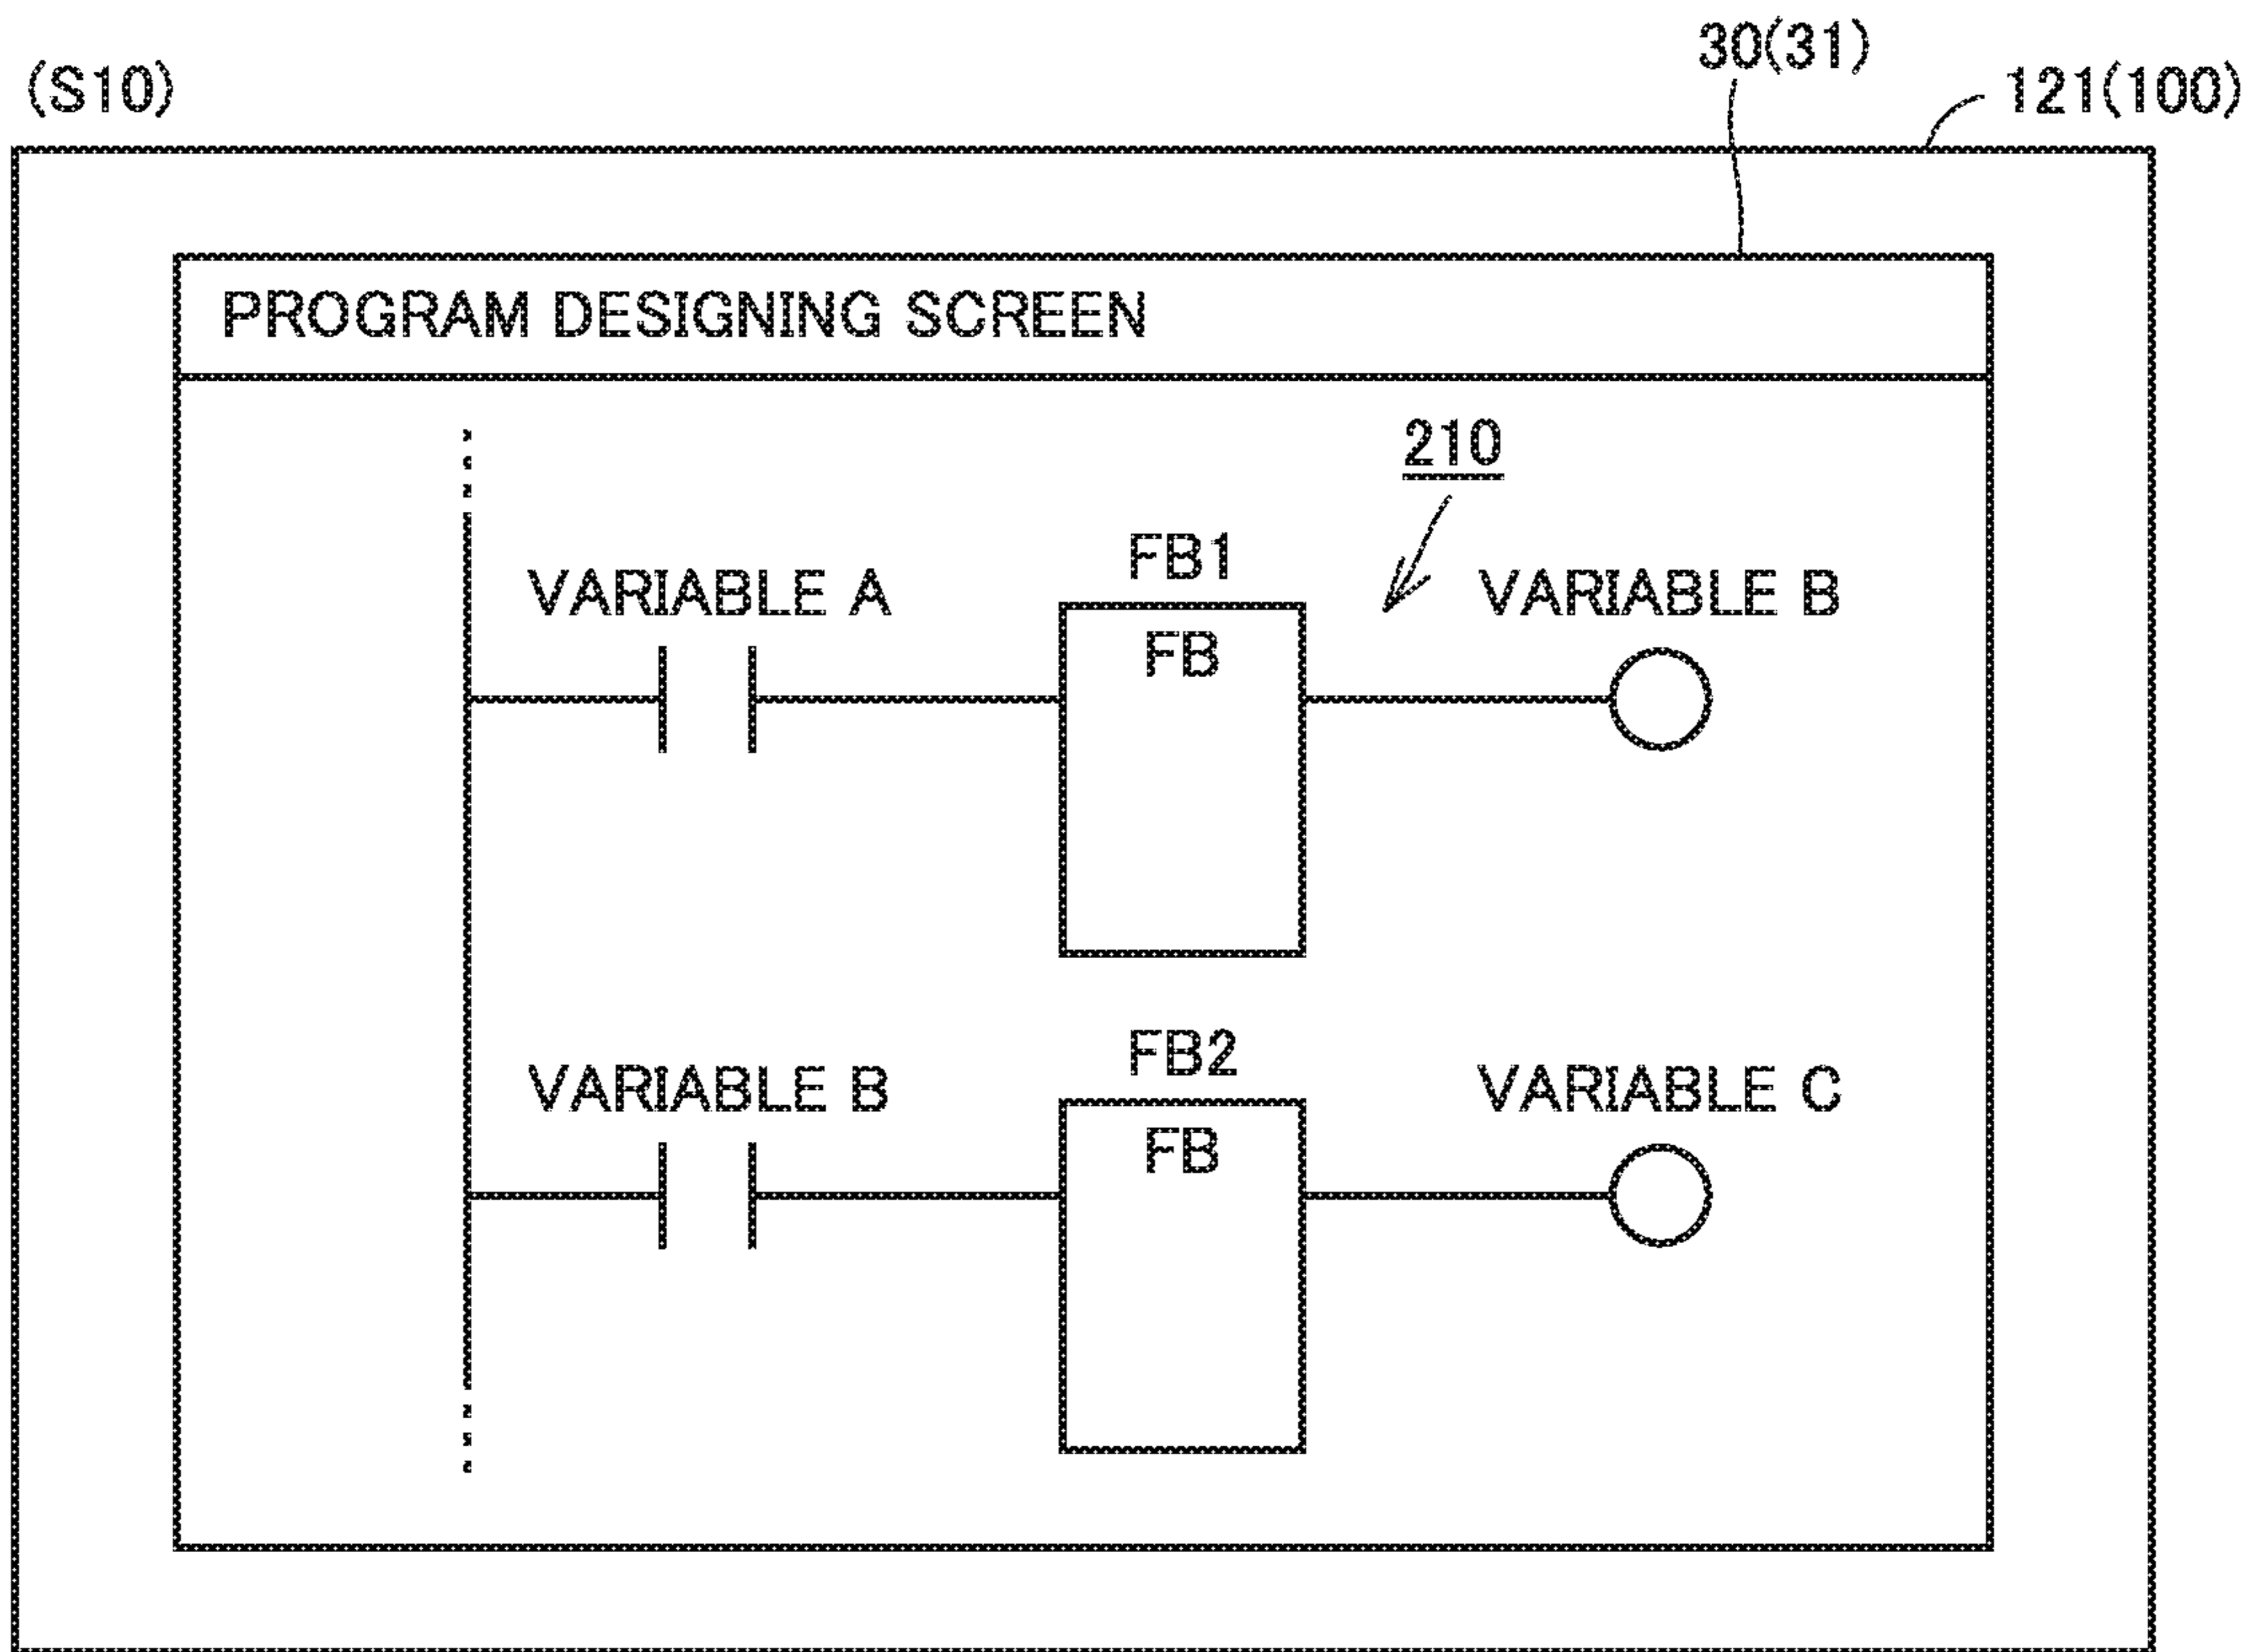 30(31)
(S10)
121(100)
PROGRAM DESIGNING SCREEN
210
FB1
VARIABLE A
VARIABLE B
FB
FB2
VARIABLE B
VARIABLE C
FB